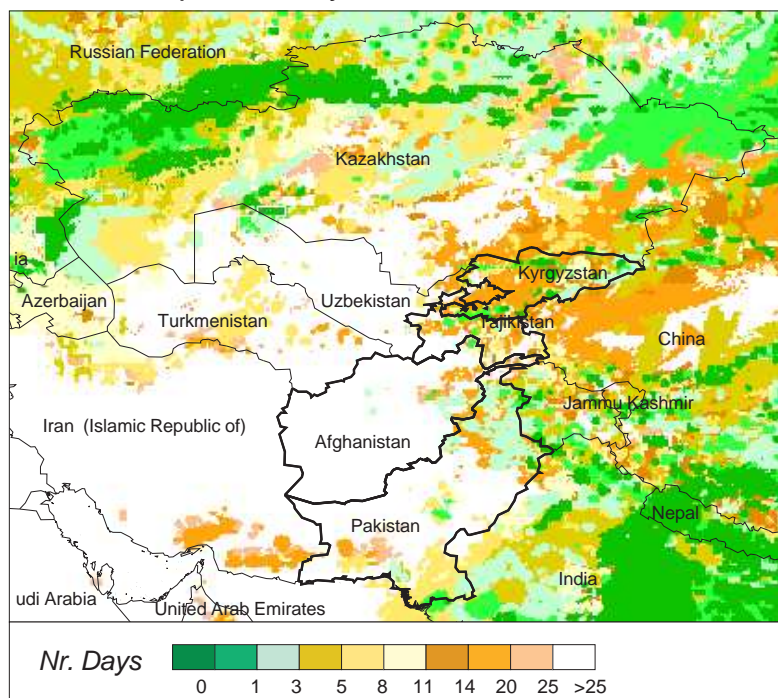 Russian Federation
Kazakhstan
ia
Kyrgyzstan
Azerbaijan
Uzbekistan
Turkmenistan
Tajikistan
China
Jammu Kashmir
Iran (Islamic Republic of)
Afghanistan
Nepal
Pakistan
India
udi Arabia
United Arab Emirates
Nr. Days
0 1 3 5 8 11 14 20 25 >25